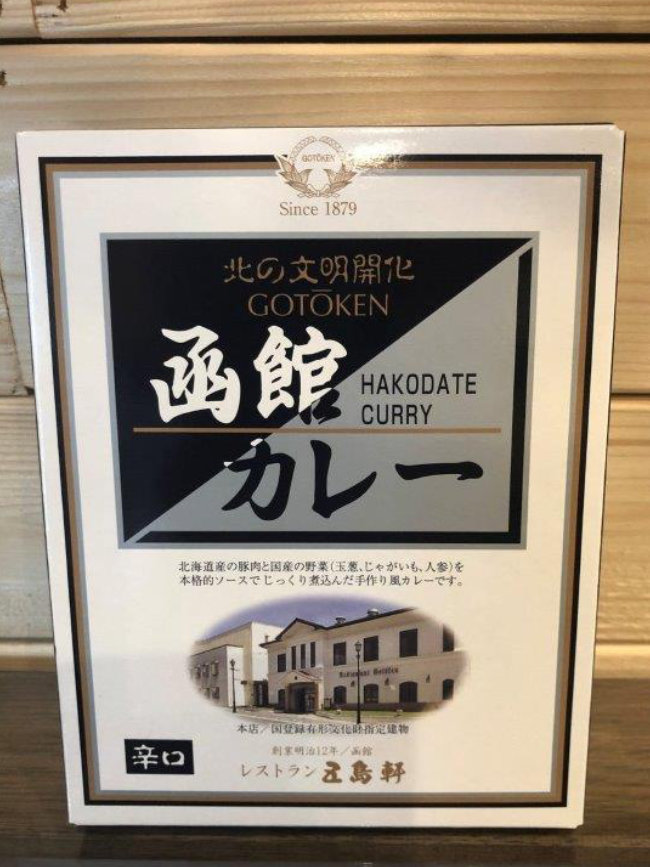 GOTŌKEN
Since 1879
北の文明開化
GOTŌKEN
函館
HAKODATE
CURRY
カレー
北海道産の豚肉と国産の野菜(玉葱、じゃがいも、人参)を
本格的ソースでじっくり煮込んだ手作り風カレーです。
Restaurant Gotoken
本店/国登録有形文化財指定建物
辛口
創業明治12年/函館
レストラン 五島軒